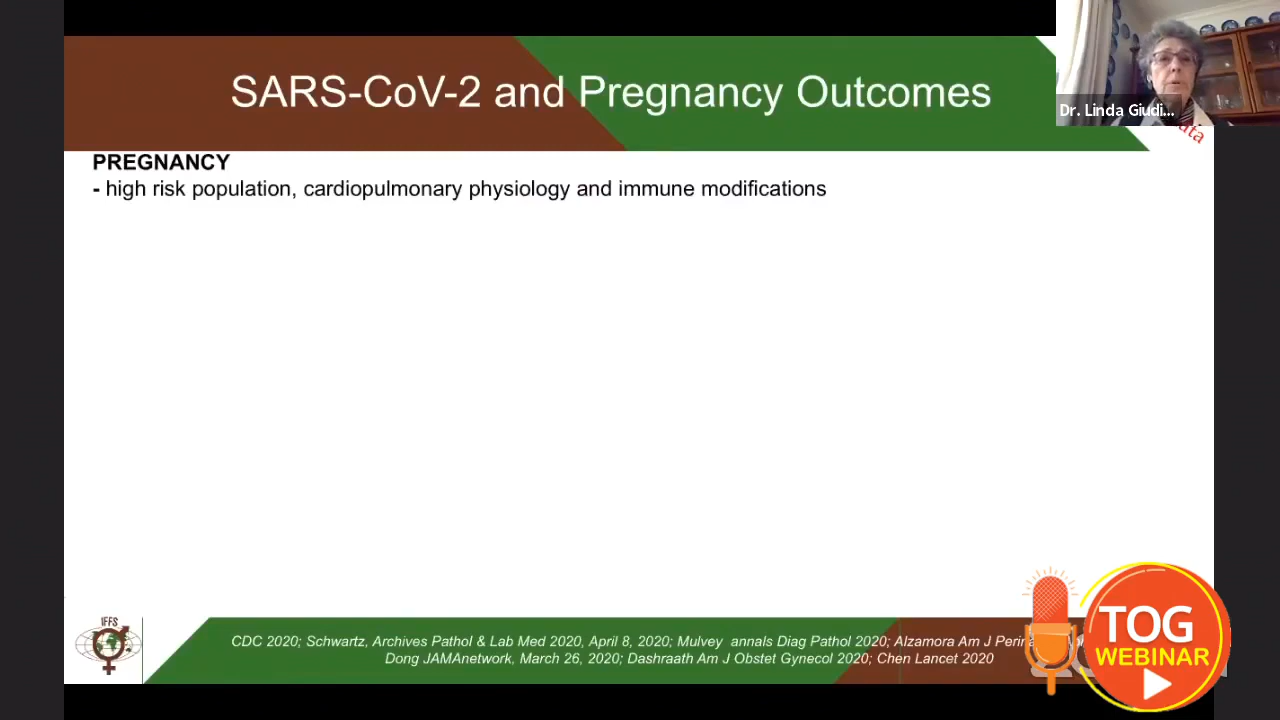 SARS-CoV-2 and Pregnancy Outcomes
Dr. Linda Giudi...
PREGNANCY
- high risk population, cardiopulmonary physiology and immune modifications
IFFS
CDC 2020; Schwartz, Archives Pathol & Lab Med 2020, April 8, 2020; Mulvey annals Diag Pathol 2020; Alzamora Am J
Dong JAMAnetwork, March 26, 2020; Dashraath Am J Obstet Gynecol 2020; Chen Lancet 2020
TOG
WEBINAR